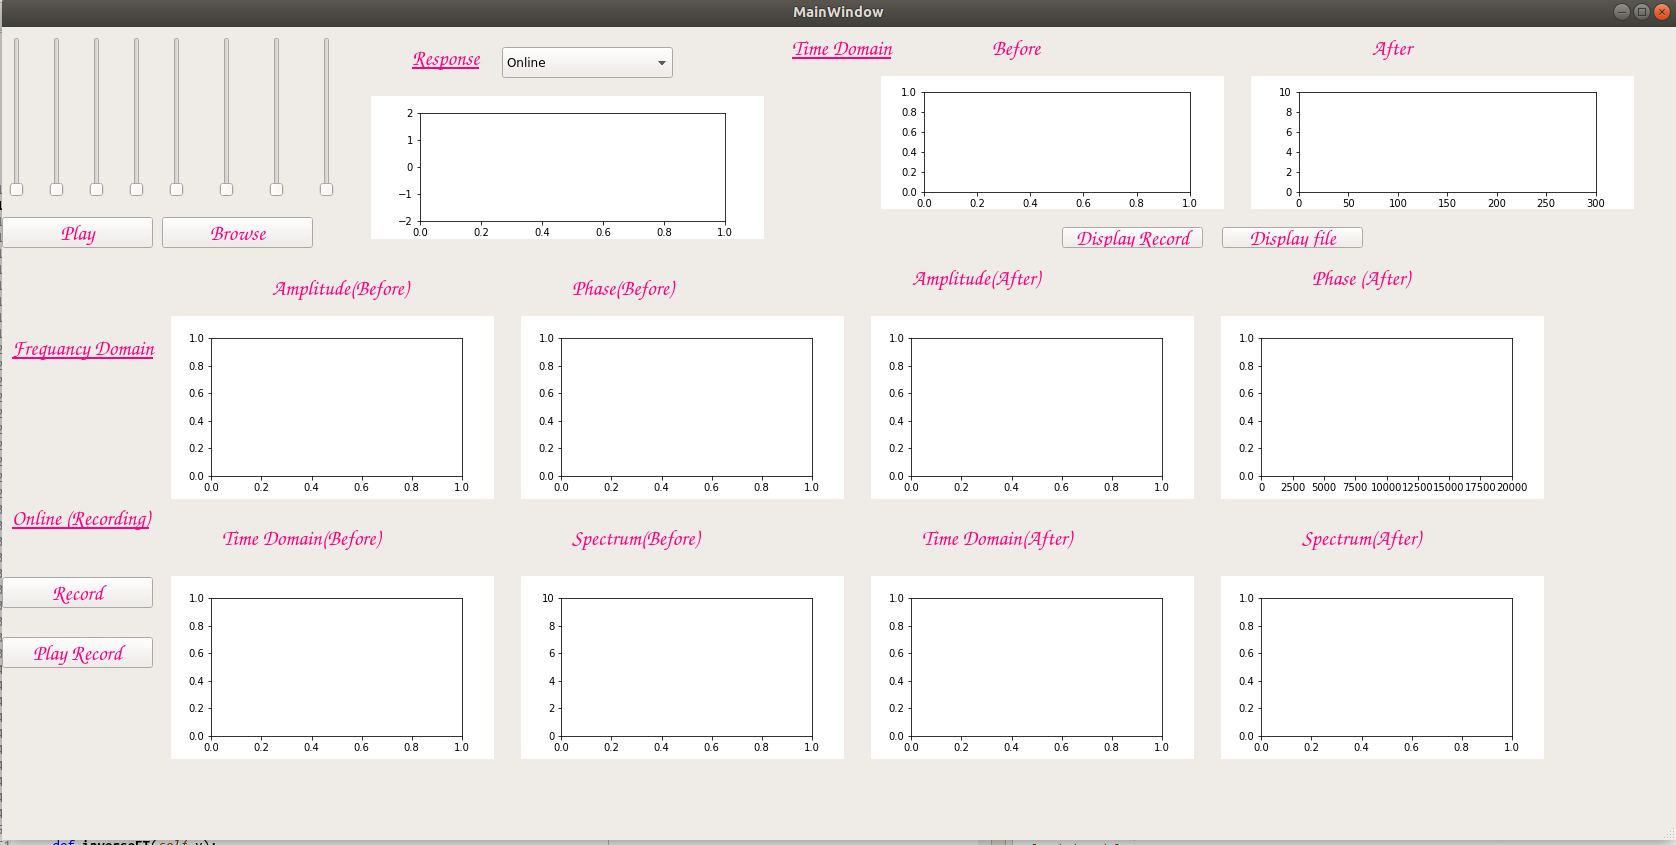 MainWindow
Response
Online
Time Domain
Before
After
2
1
0
−1
−2
0.0 0.2 0.4 0.6 0.8 1.0
1.0
0.8
0.6
0.4
0.2
0.0
0.0 0.2 0.4 0.6 0.8 1.0
10
8
6
4
2
0
0 50 100 150 200 250 300
Play
Browse
Display Record
Display file
Amplitude(Before)
Phase(Before)
Amplitude(After)
Phase (After)
Frequancy Domain
1.0
0.8
0.6
0.4
0.2
0.0
0.0 0.2 0.4 0.6 0.8 1.0
1.0
0.8
0.6
0.4
0.2
0.0
0.0 0.2 0.4 0.6 0.8 1.0
1.0
0.8
0.6
0.4
0.2
0.0
0.0 0.2 0.4 0.6 0.8 1.0
1.0
0.8
0.6
0.4
0.2
0.0
0 2500 5000 7500 10000 12500 15000 17500 20000
Online (Recording)
Time Domain(Before)
Spectrum(Before)
Time Domain(After)
Spectrum(After)
Record
Play Record
1.0
0.8
0.6
0.4
0.2
0.0
0.0 0.2 0.4 0.6 0.8 1.0
10
8
6
4
2
0
0.0 0.2 0.4 0.6 0.8 1.0
1.0
0.8
0.6
0.4
0.2
0.0
0.0 0.2 0.4 0.6 0.8 1.0
1.0
0.8
0.6
0.4
0.2
0.0
0.0 0.2 0.4 0.6 0.8 1.0